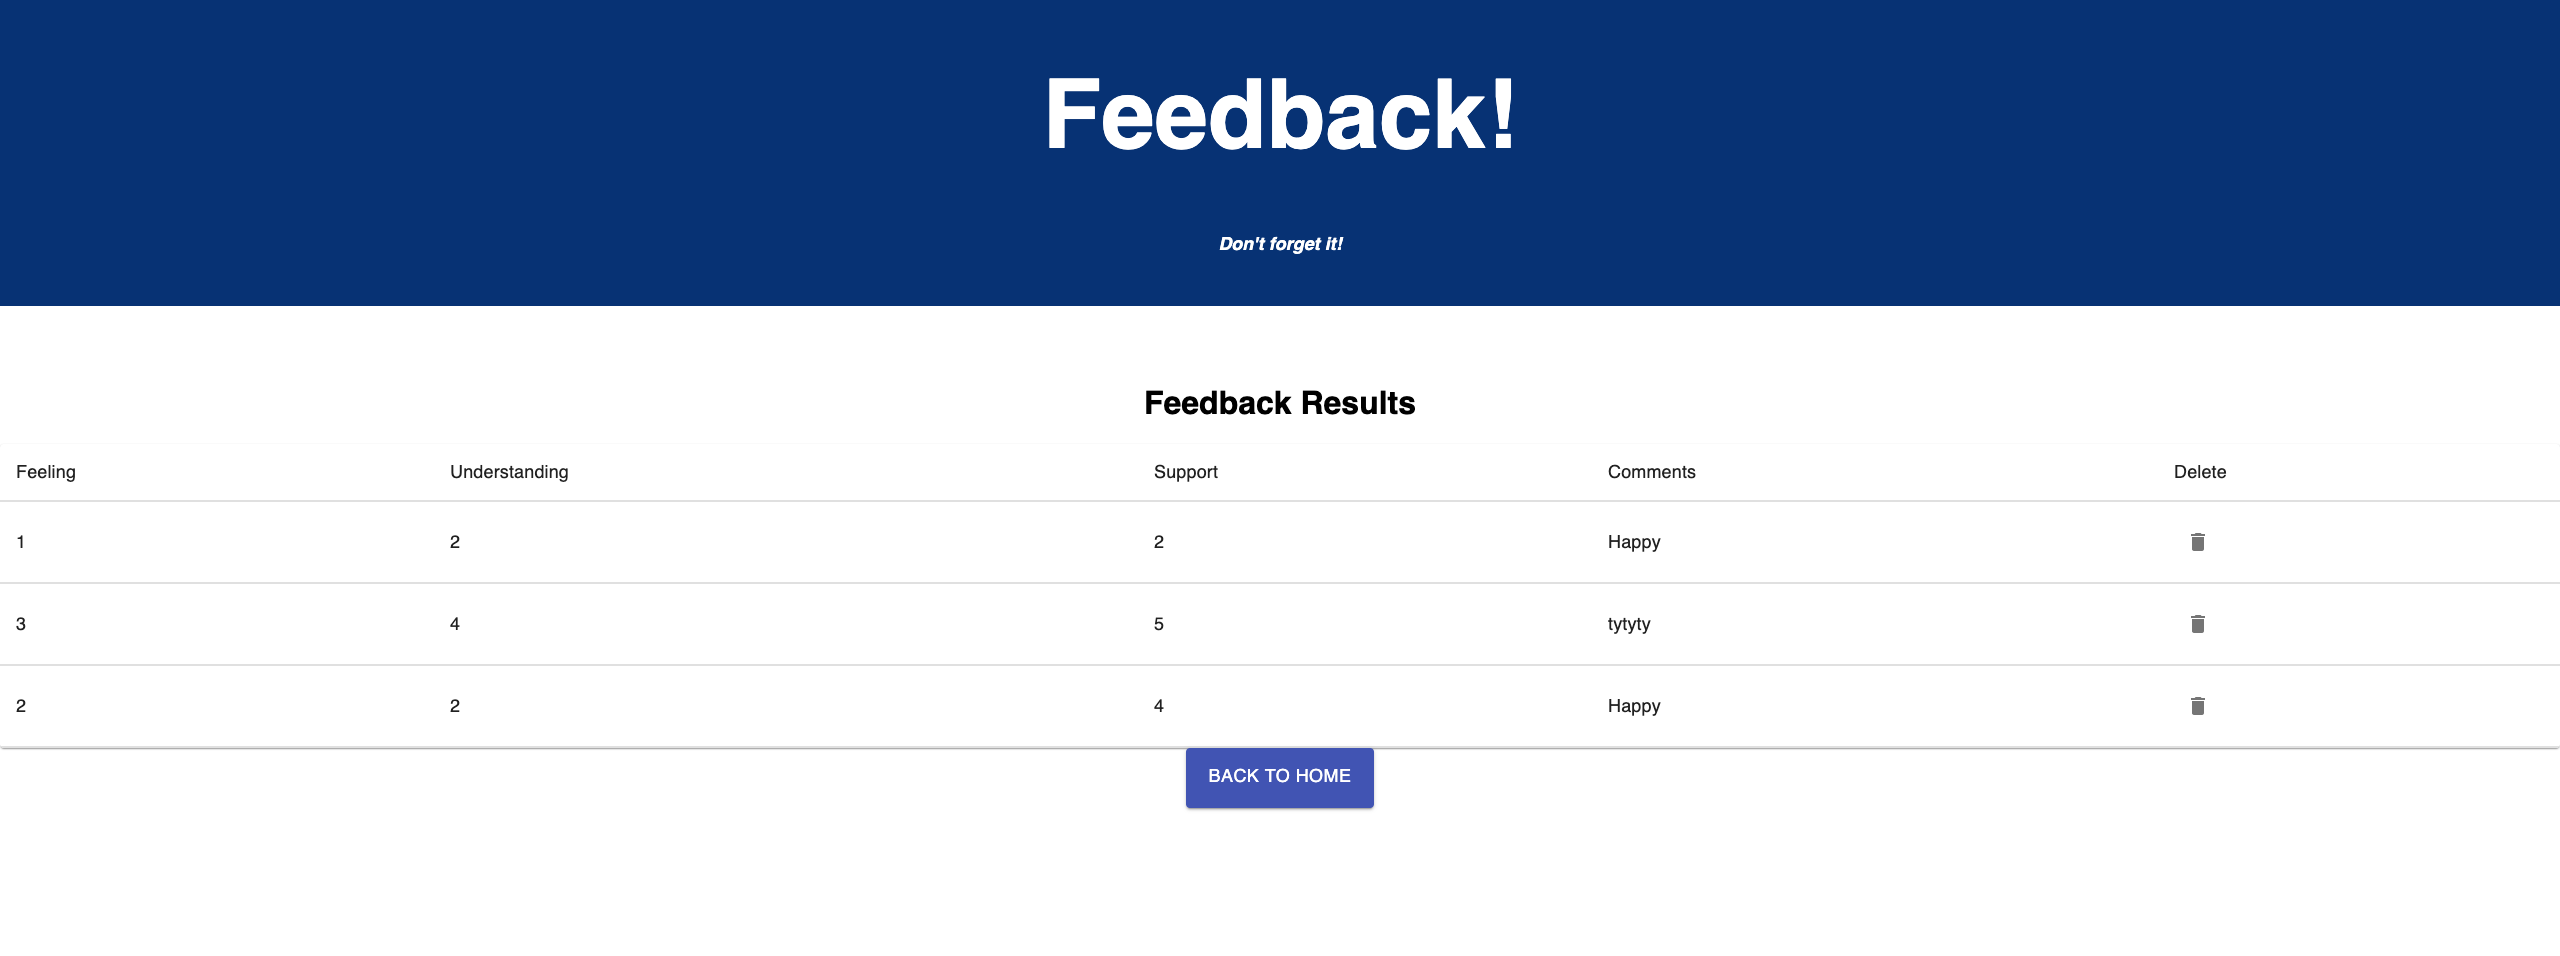 Feedback!
Don't forget it!
Feedback Results
Feeling Understanding Support Comments Delete
1 2 2 Happy
3 4 5 tytyty
2 2 4 Happy
BACK TO HOME